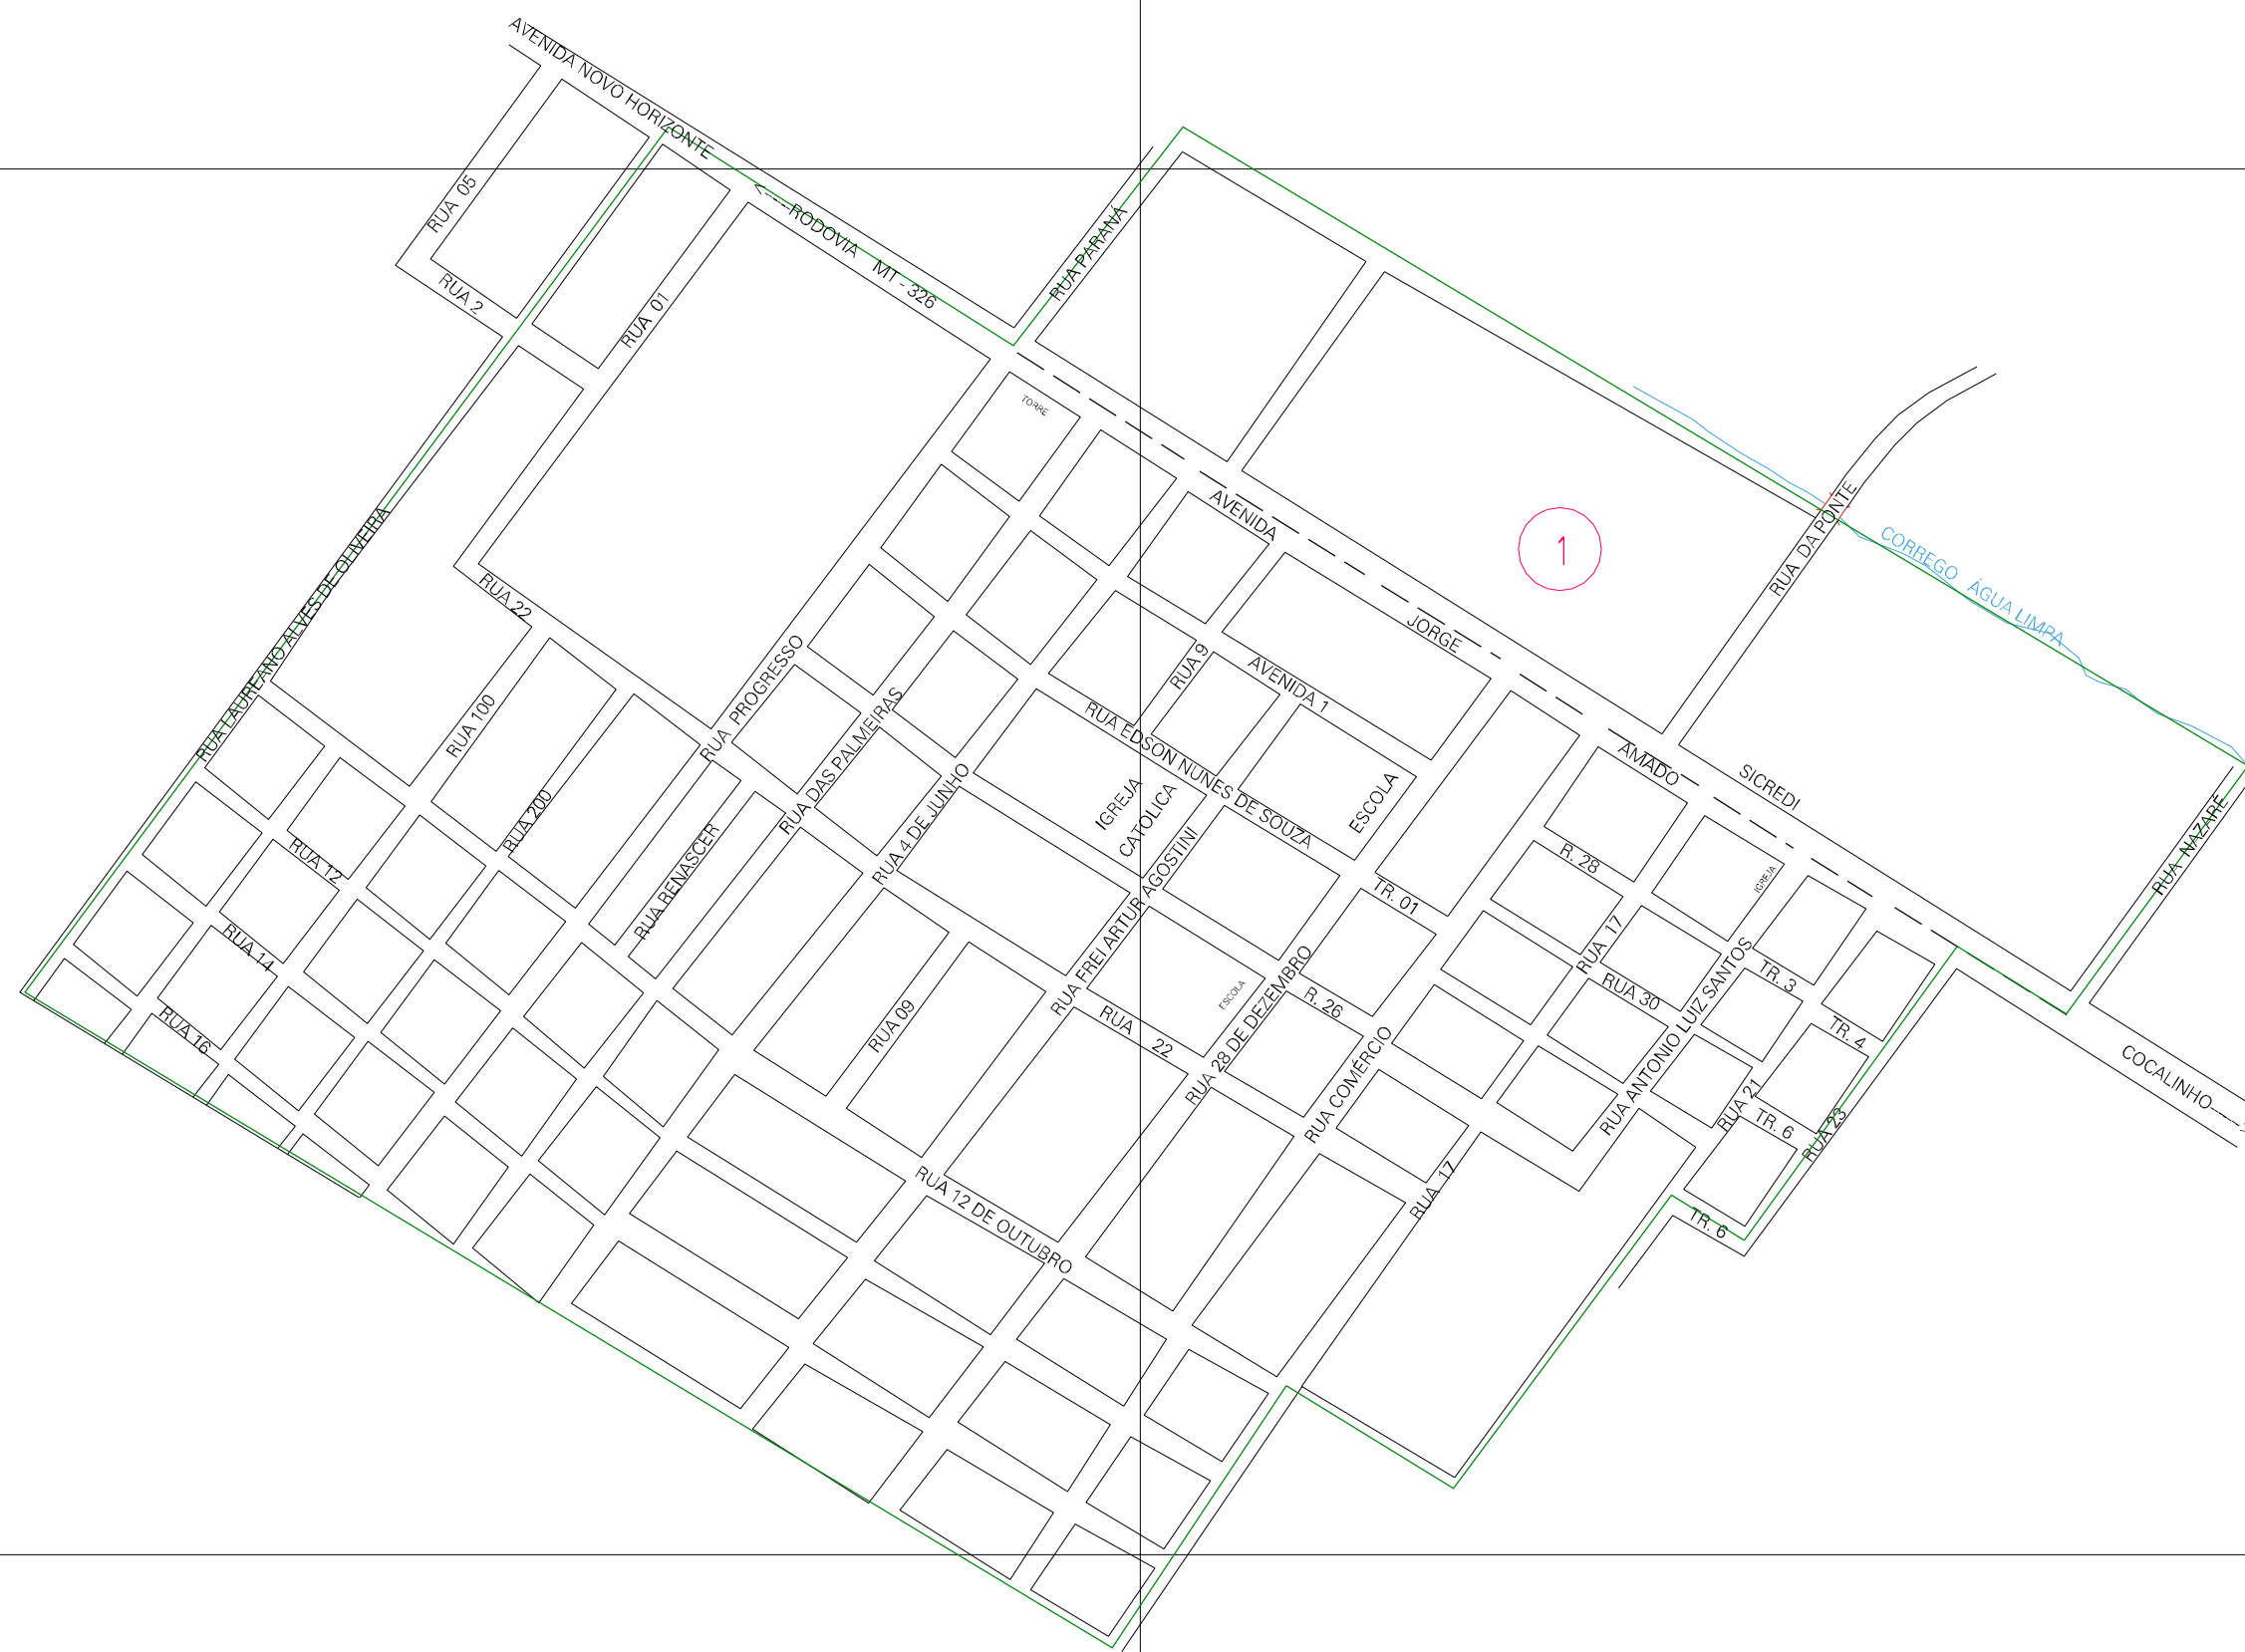 AVENIDA NOVO HORIZONTE
RUA 05
RUA 2
RUA 01
<----RODOVIA MT - 326
RUA PARANÁ
TORRE
AVENIDA JORGE AMADO
SICREDI
1
RUA DA PONTE
CORREGO ÁGUA LIMPA
RUA LAUREANO ALVES DE OLIVEIRA
RUA 22
RUA 100
RUA 200
RUA PROGRESSO
RUA DAS PALMEIRAS
RUA 4 DE JUNHO
RUA RENASCER
RUA 9
AVENIDA 1
RUA EDSON NUNES DE SOUZA
IGREJA
CATOLICA
ESCOLA
RUA FREI ARTUR AGOSTINI
TR. 01
R. 28
IGREJA
RUA NAZARE
RUA 12
RUA 14
RUA 16
RUA 09
RUA 22
ESCOLA
RUA 28 DE DEZEMBRO
R. 26
RUA COMÉRCIO
RUA 17
RUA 30
RUA ANTONIO LUIZ SANTOS
TR. 3
TR. 4
RUA 21
TR. 6
RUA 23
COCALINHO---->
RUA 12 DE OUTUBRO
RUA 17
TR. 6